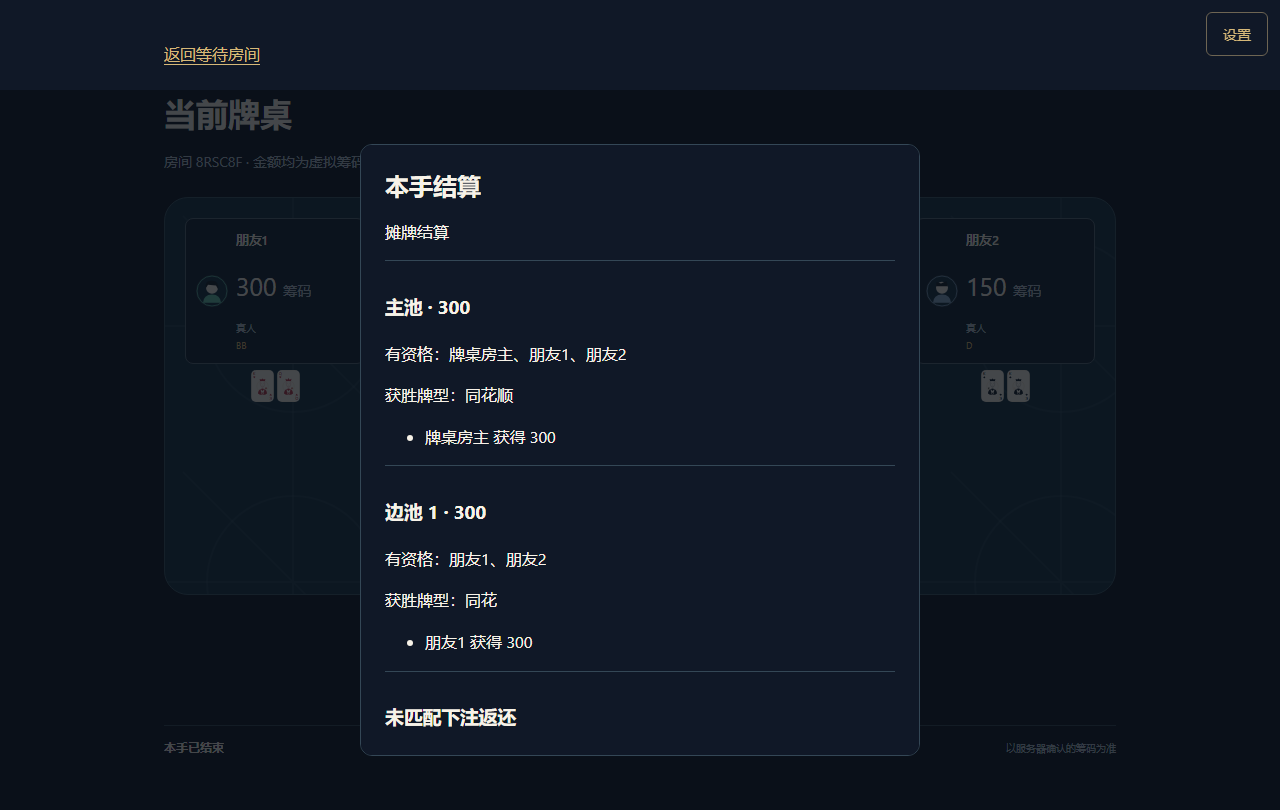 返回等待房间
设置
当前牌桌
房间 8RSC8F · 金额均为虚拟筹码
朋友1
300 筹码
真人
BB
朋友2
150 筹码
真人
D
本手结算
摊牌结算
主池 · 300
有资格：牌桌房主、朋友1、朋友2
获胜牌型：同花顺
牌桌房主 获得 300
边池 1 · 300
有资格：朋友1、朋友2
获胜牌型：同花
朋友1 获得 300
未匹配下注返还
本手已结束
以服务器确认的筹码为准